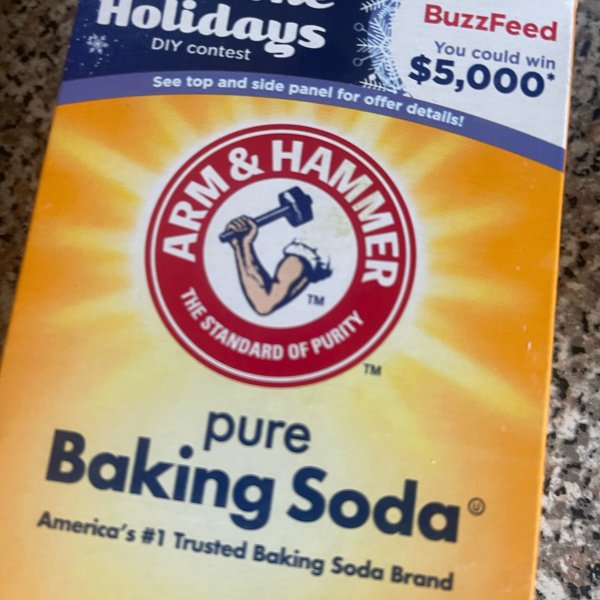 Holidays
DIY contest
BuzzFeed
You could win
$5,000*
See top and side panel for offer details!
ARM & HAMMER
THE STANDARD OF PURITY
TM
TM
pure
Baking Soda
America's #1 Trusted Baking Soda Brand